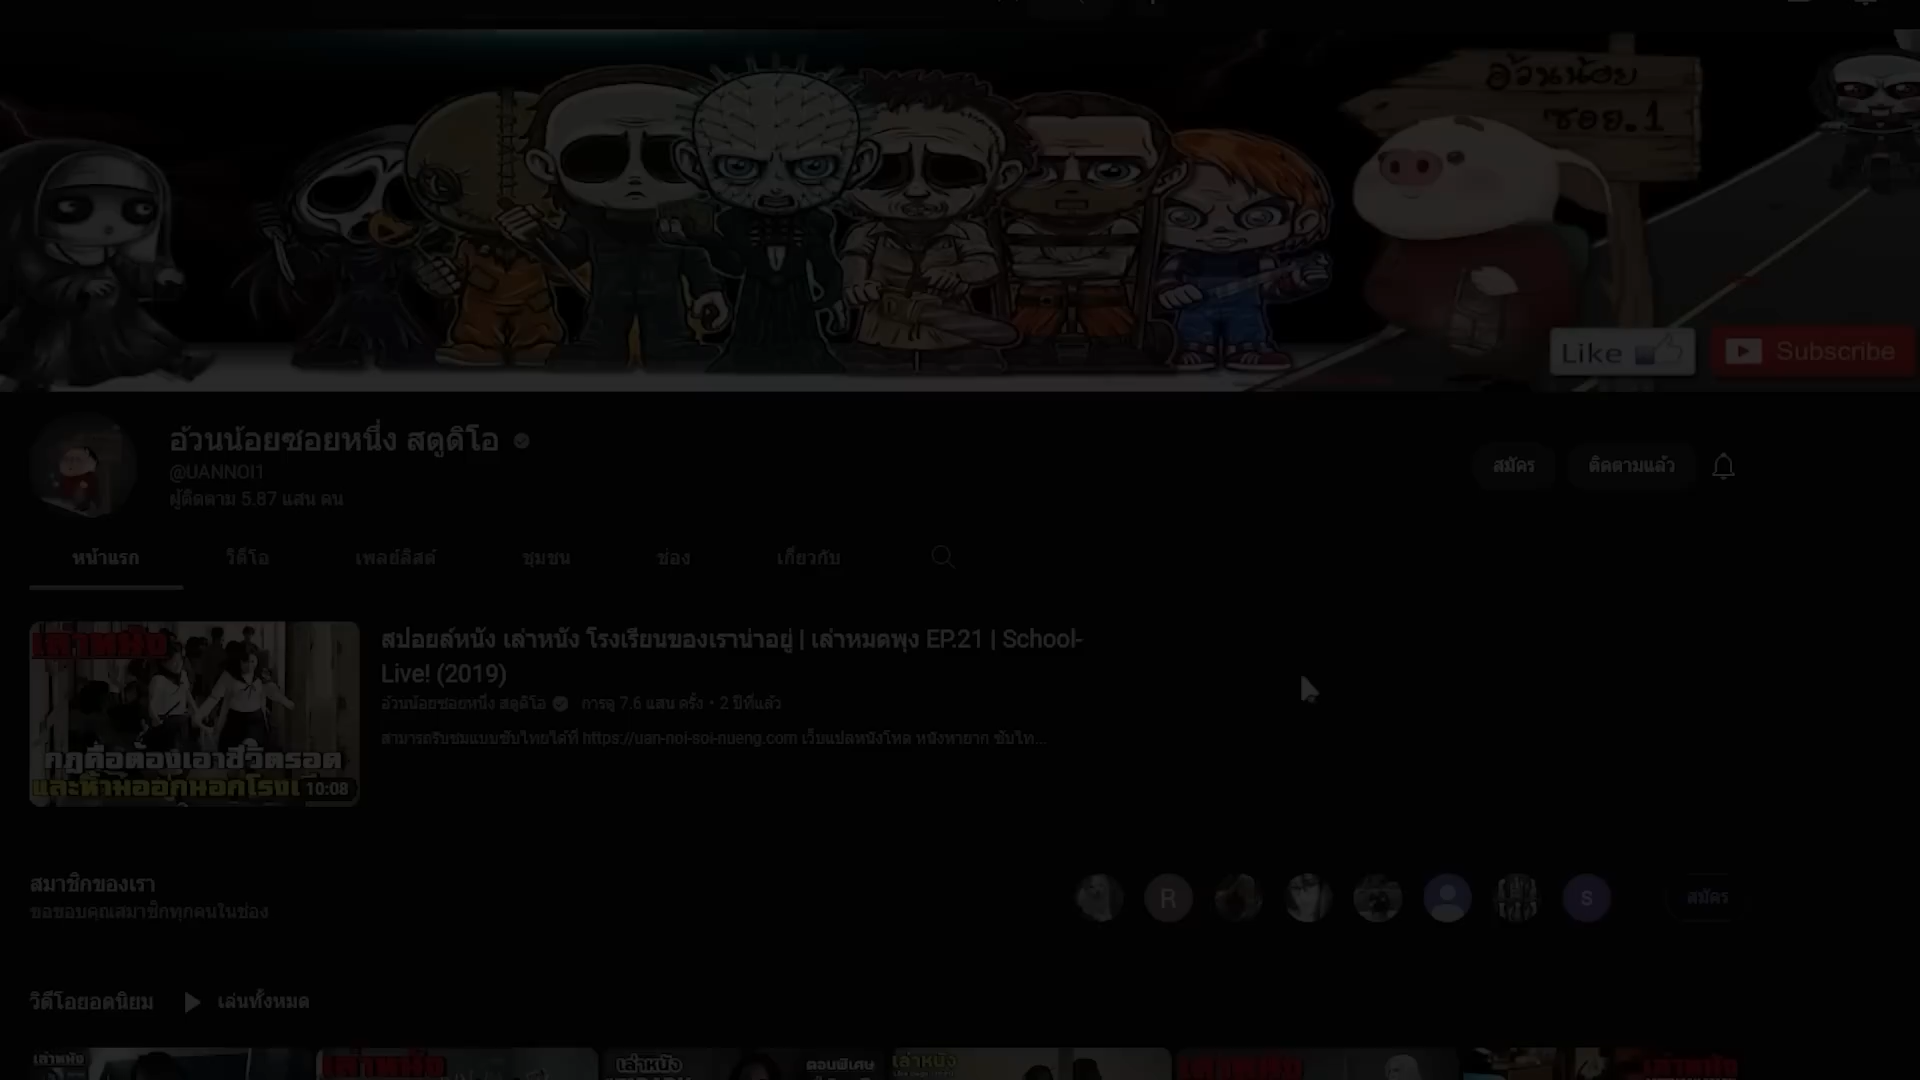 อ้วนน้อย
ซอย.1
Like
Subscribe
อ้วนน้อยซอยหนึ่ง สตูดิโอ
@UANNOI1
ผู้ติดตาม 5.87 แสน คน
สมัคร
ติดตามแล้ว
หน้าแรก
วิดีโอ
เพลย์ลิสต์
ชุมชน
ช่อง
เกี่ยวกับ
เล่าหนัง
กฎคือต้องเอาชีวิตรอด
และห้ามออกนอกโรงเ
10:08
สปอยล์หนัง เล่าหนัง โรงเรียนของเราน่าอยู่ | เล่าหมดพุง EP.21 | School-
Live! (2019)
อ้วนน้อยซอยหนึ่ง สตูดิโอ การดู 7.6 แสน ครั้ง • 2 ปีที่แล้ว
สามารถรับชมแบบซับไทยได้ที่ https://uan-noi-soi-nueng.com เว็บแปลหนังโหด หนังหายาก ซับไท...
สมาชิกของเรา
ขอขอบคุณสมาชิกทุกคนในช่อง
R
S
สมัคร
วิดีโอยอดนิยม
เล่นทั้งหมด
เล่าหนัง
เล่าหนัง
เล่าหนัง
ตอนพิเศษ
เล่าหนัง
เล่าหนัง
เล่าหนัง